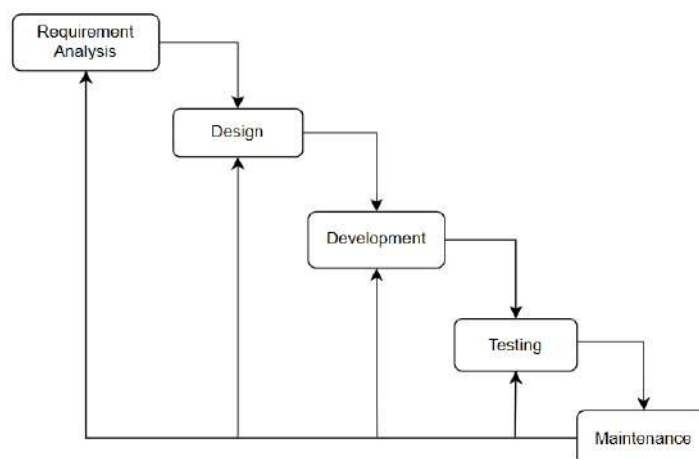 Requirement
Analysis
Design
Development
Testing
Maintenance